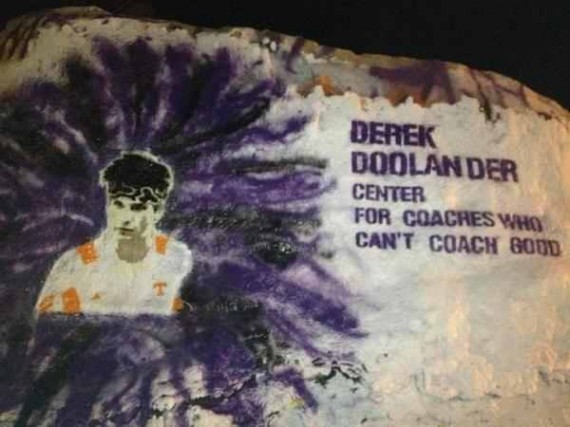 DEREK
DOOLANDER
CENTER
FOR COACHES WHO
CAN'T COACH GOOD
T